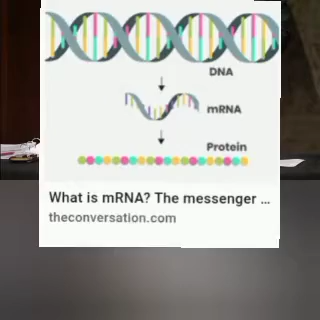 DNA
mRNA
Protein
What is mRNA? The messenger ...
theconversation.com